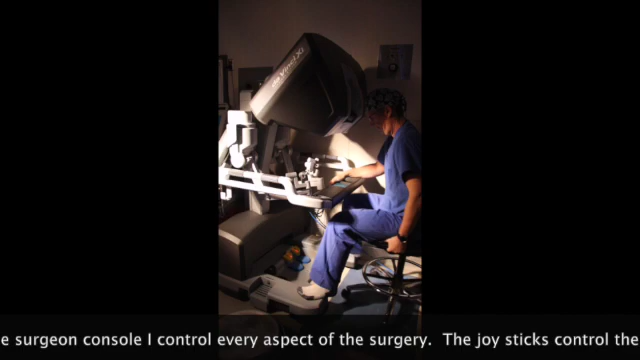 da Vinci Xi
e surgeon console I control every aspect of the surgery.  The joy sticks control the